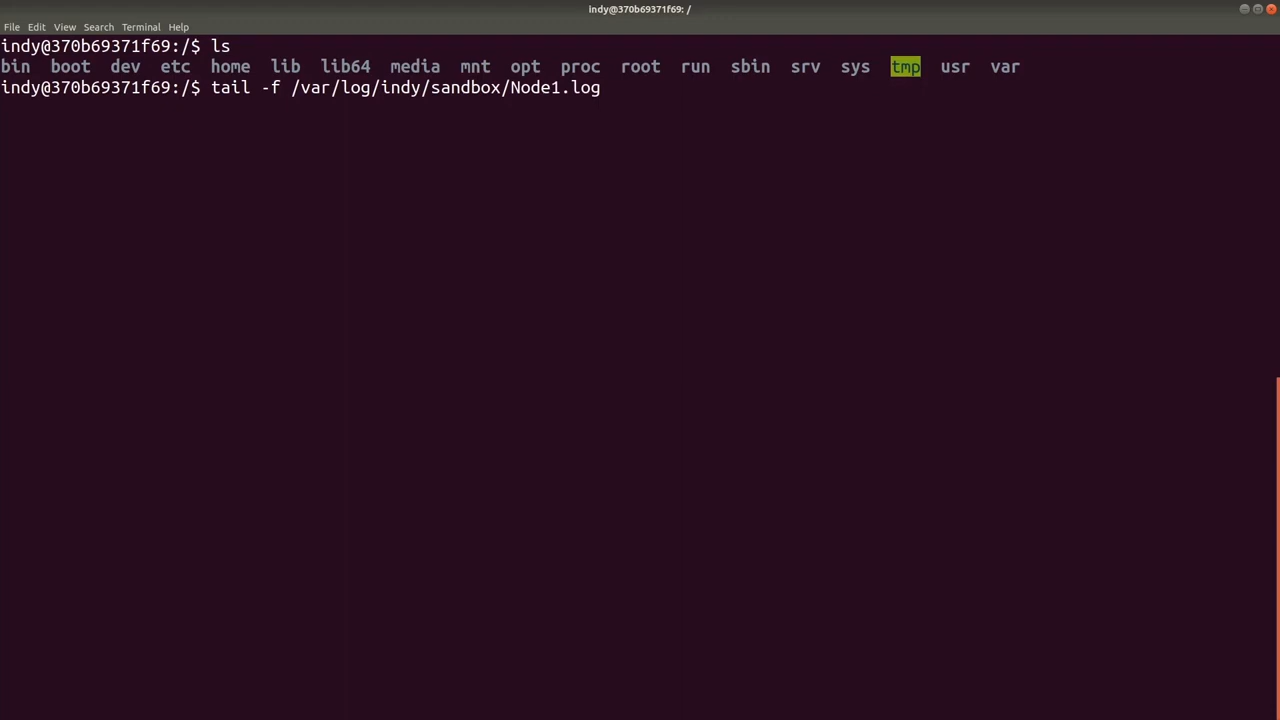 indy@370b69371f69: /
File Edit View Search Terminal Help
indy@370b69371f69:/$ ls
bin boot dev etc home lib lib64 media mnt opt proc root run sbin srv sys tmp usr var
indy@370b69371f69:/$ tail -f /var/log/indy/sandbox/Node1.log